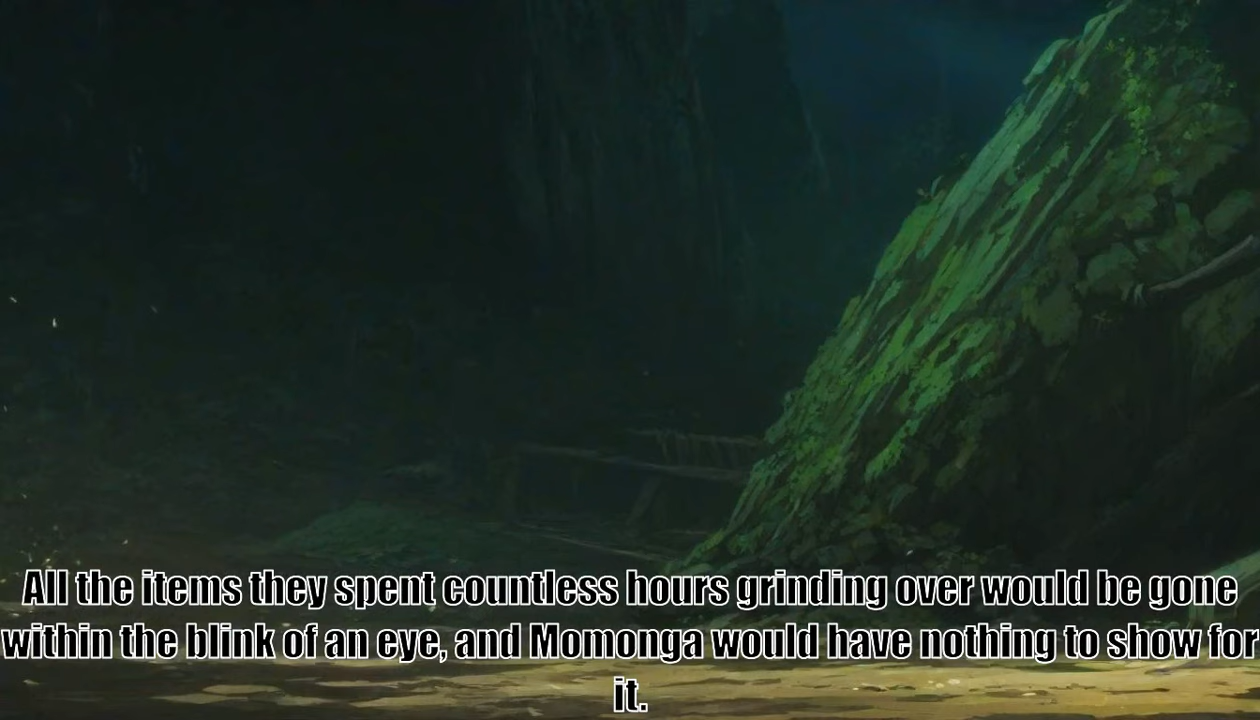 All the items they spent countless hours grinding over would be gone
within the blink of an eye, and Momonga would have nothing to show for
it.